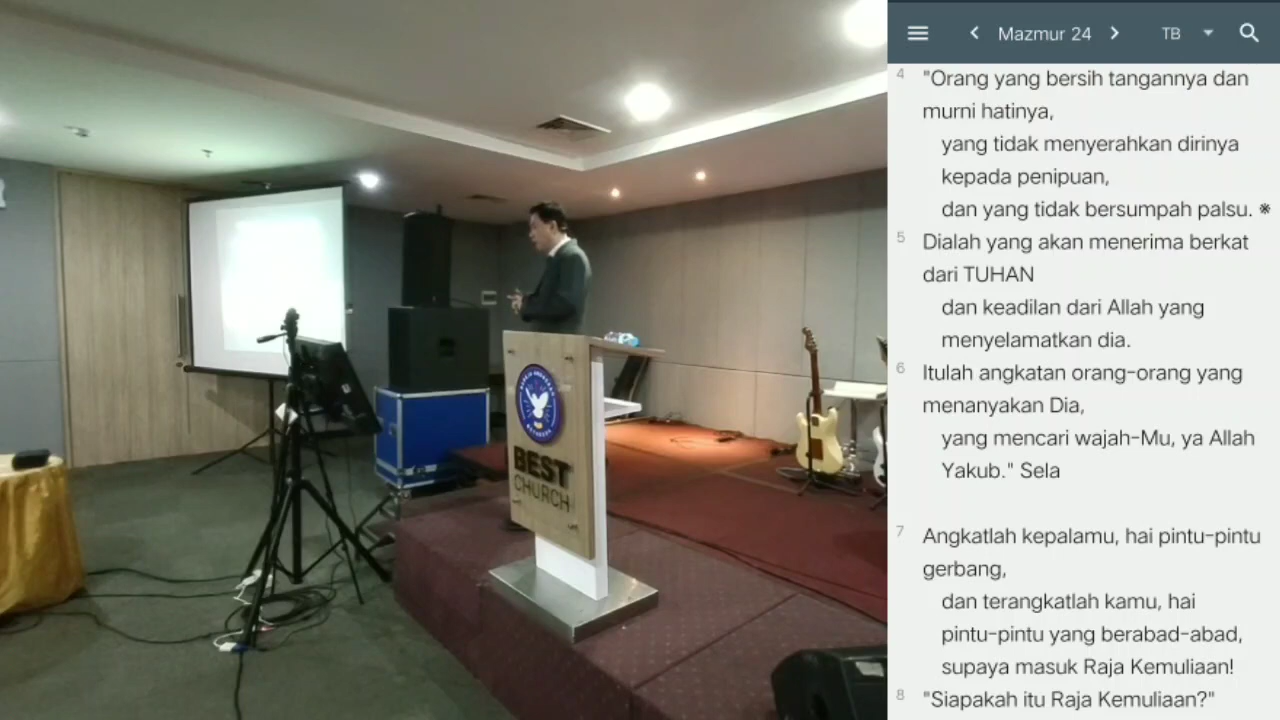 BEST
CHURCH
Mazmur 24
TB
4 "Orang yang bersih tangannya dan
murni hatinya,
yang tidak menyerahkan dirinya
kepada penipuan,
dan yang tidak bersumpah palsu. ※
5 Dialah yang akan menerima berkat
dari TUHAN
dan keadilan dari Allah yang
menyelamatkan dia.
6 Itulah angkatan orang-orang yang
menanyakan Dia,
yang mencari wajah-Mu, ya Allah
Yakub." Sela
7 Angkatlah kepalamu, hai pintu-pintu
gerbang,
dan terangkatlah kamu, hai
pintu-pintu yang berabad-abad,
supaya masuk Raja Kemuliaan!
8 "Siapakah itu Raja Kemuliaan?"